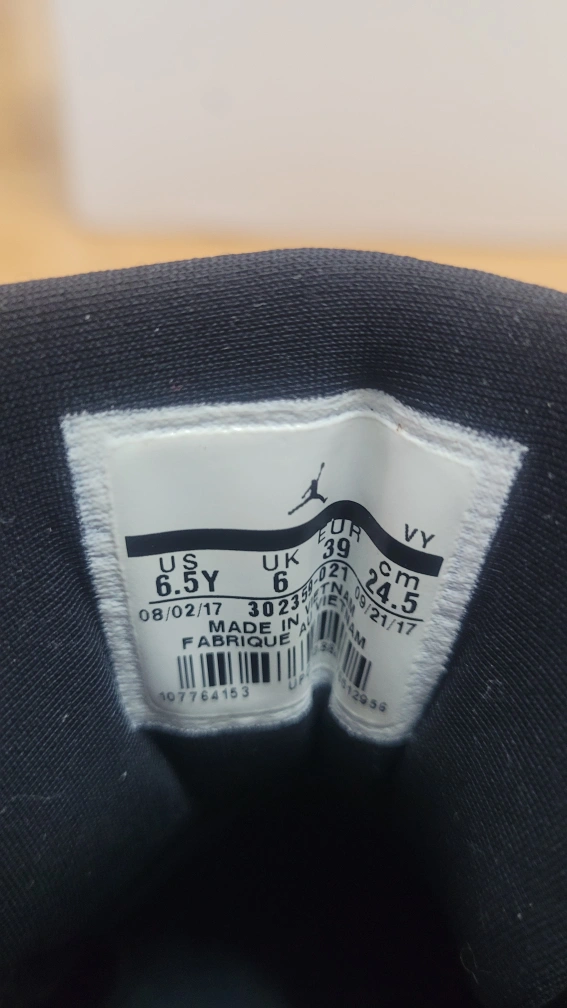 VY
US UK EUR cm
6.5Y 6 39 24.5
08/02/17 302359-021 09/21/17
MADE IN VIETNAM
FABRIQUE AU VIETNAM
107764153